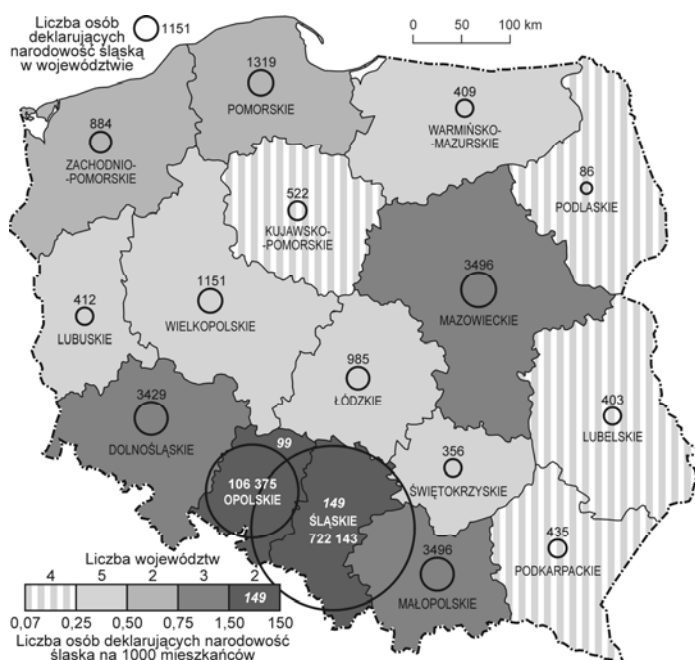 Liczba osób
deklarujących
narodowość śląską
w województwie
1151
0 50 100 km
1319
POMORSKIE
409
WARMIŃSKO-
-MAZURSKIE
884
ZACHODNIO-
-POMORSKIE
86
PODLASKIE
522
KUJAWSKO-
-POMORSKIE
3496
MAZOWIECKIE
1151
WIELKOPOLSKIE
412
LUBUSKIE
985
ŁÓDZKIE
3429
DOLNOŚLĄSKIE
403
LUBELSKIE
99
106 375
OPOLSKIE
149
ŚLĄSKIE
722 143
356
ŚWIĘTOKRZYSKIE
435
PODKARPACKIE
3496
MAŁOPOLSKIE
Liczba województw
4 5 2 3 2
149
0,07 0,25 0,50 0,75 1,50 150
Liczba osób deklarujących narodowość
śląską na 1000 mieszkańców